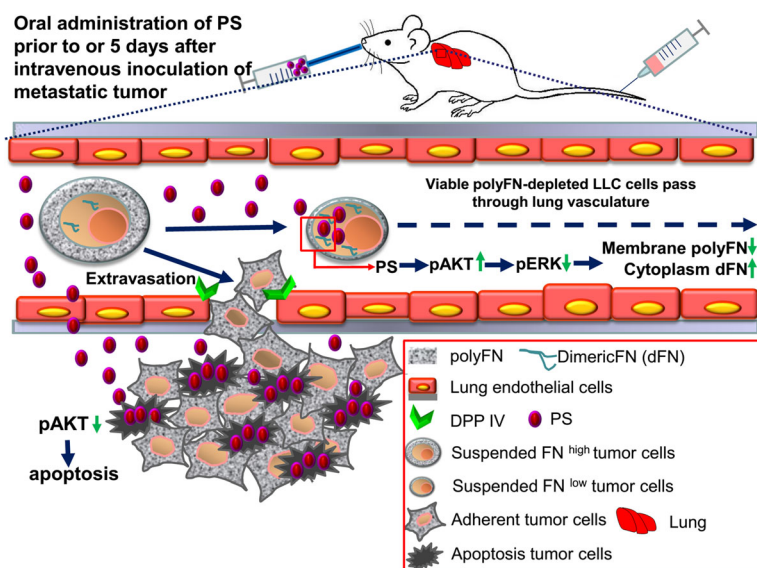 Oral administration of PS
prior to or 5 days after
intravenous inoculation of
metastatic tumor
Viable polyFN-depleted LLC cells pass
through lung vasculature
Extravasation
PS pAKT pERK
Membrane polyFN
Cytoplasm dFN
pAKT
apoptosis
polyFN DimericFN (dFN)
Lung endothelial cells
DPP IV PS
Suspended FN high tumor cells
Suspended FN low tumor cells
Adherent tumor cells Lung
Apoptosis tumor cells